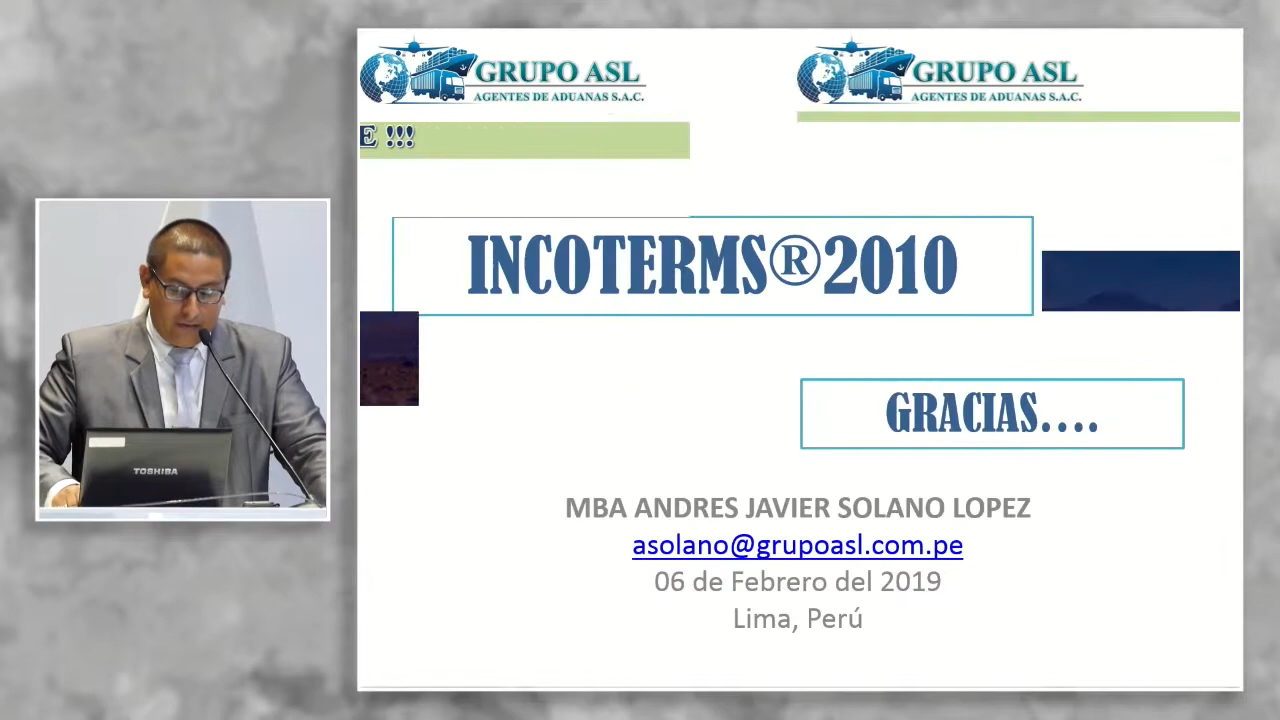 GRUPO ASL
AGENTES DE ADUANAS S.A.C.
GRUPO ASL
AGENTES DE ADUANAS S.A.C.
E !!!
INCOTERMS®2010
GRACIAS....
MBA ANDRES JAVIER SOLANO LOPEZ
asolano@grupoasl.com.pe
06 de Febrero del 2019
Lima, Perú
TOSHIBA